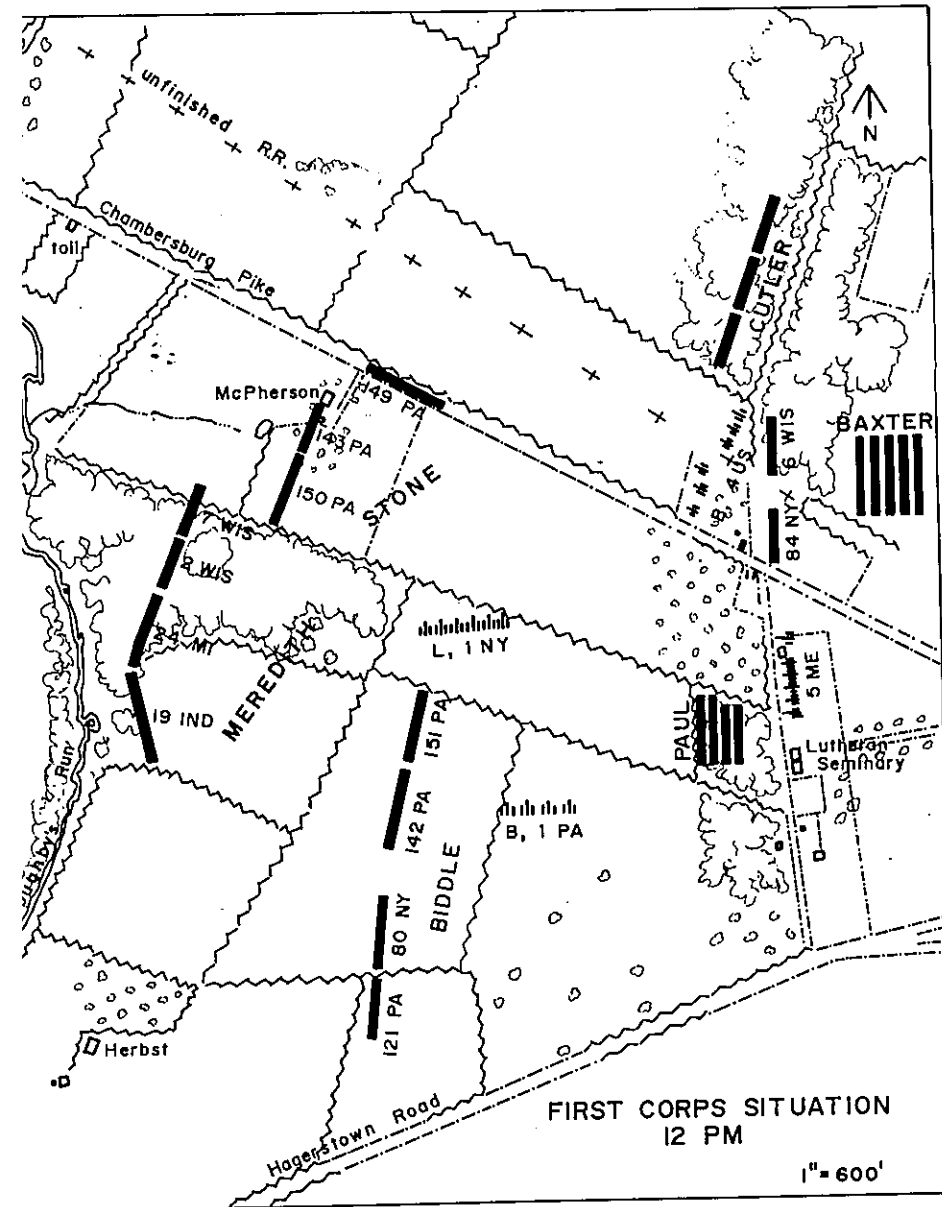 unfinished R.R.
N
Chambersburg Pike
toll
CUTLER
McPherson
149 PA
143 PA
150 PA
STONE
BAXTER
6 WIS
B, 4 US
84 NY
7 WIS
2 WIS
MI
MEREDITH
19 IND
L, 1 NY
5 ME
PAUL
Lutheran
Seminary
151 PA
142 PA
B, 1 PA
BIDDLE
80 NY
121 PA
Run
Herbst
Hagerstown Road
FIRST CORPS SITUATION
12 PM
1"=600'